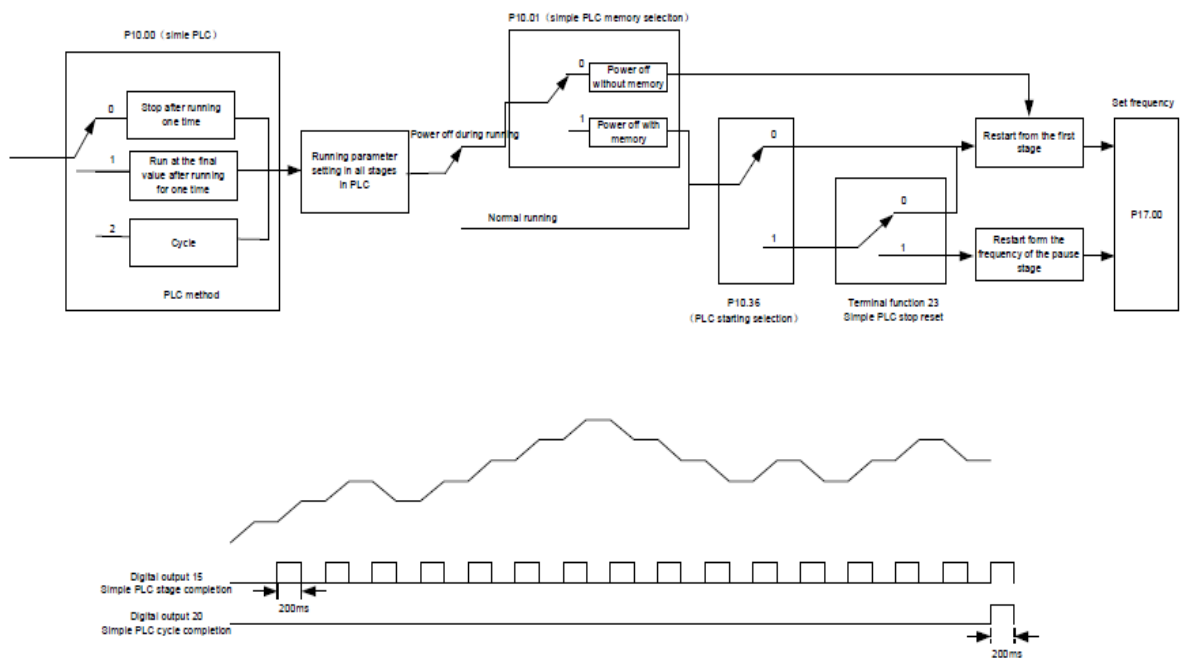 P10.00（simle PLC）
0
Stop after running
one time
1
Run at the final
value after running
for one time
2
Cycle
PLC method
Running parameter
setting in all stages
in PLC
Power off during running
P10.01（simple PLC memory seleciton）
0
Power off
without memory
1
Power off with
memory
Normal running
0
1
P10.36
（PLC starting selection）
0
1
Terminal function 23
Simple PLC stop reset
Restart from the first
stage
Restart form the
frequency of the pause
stage
Set frequency
P17.00
Digital output 15
Simple PLC stage completion
200ms
Digital output 20
Simple PLC cycle completion
200ms